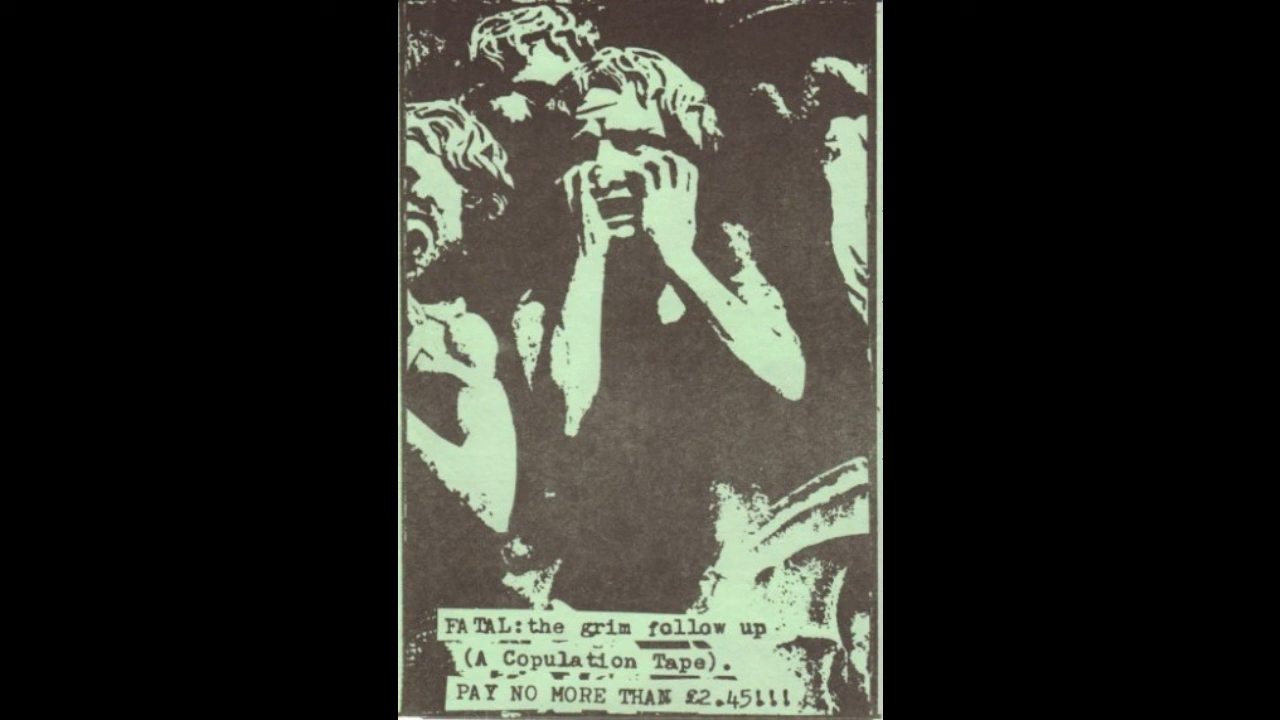 FATAL:the grim follow up
(A Copulation Tape).
PAY NO MORE THAN £2.45!!!